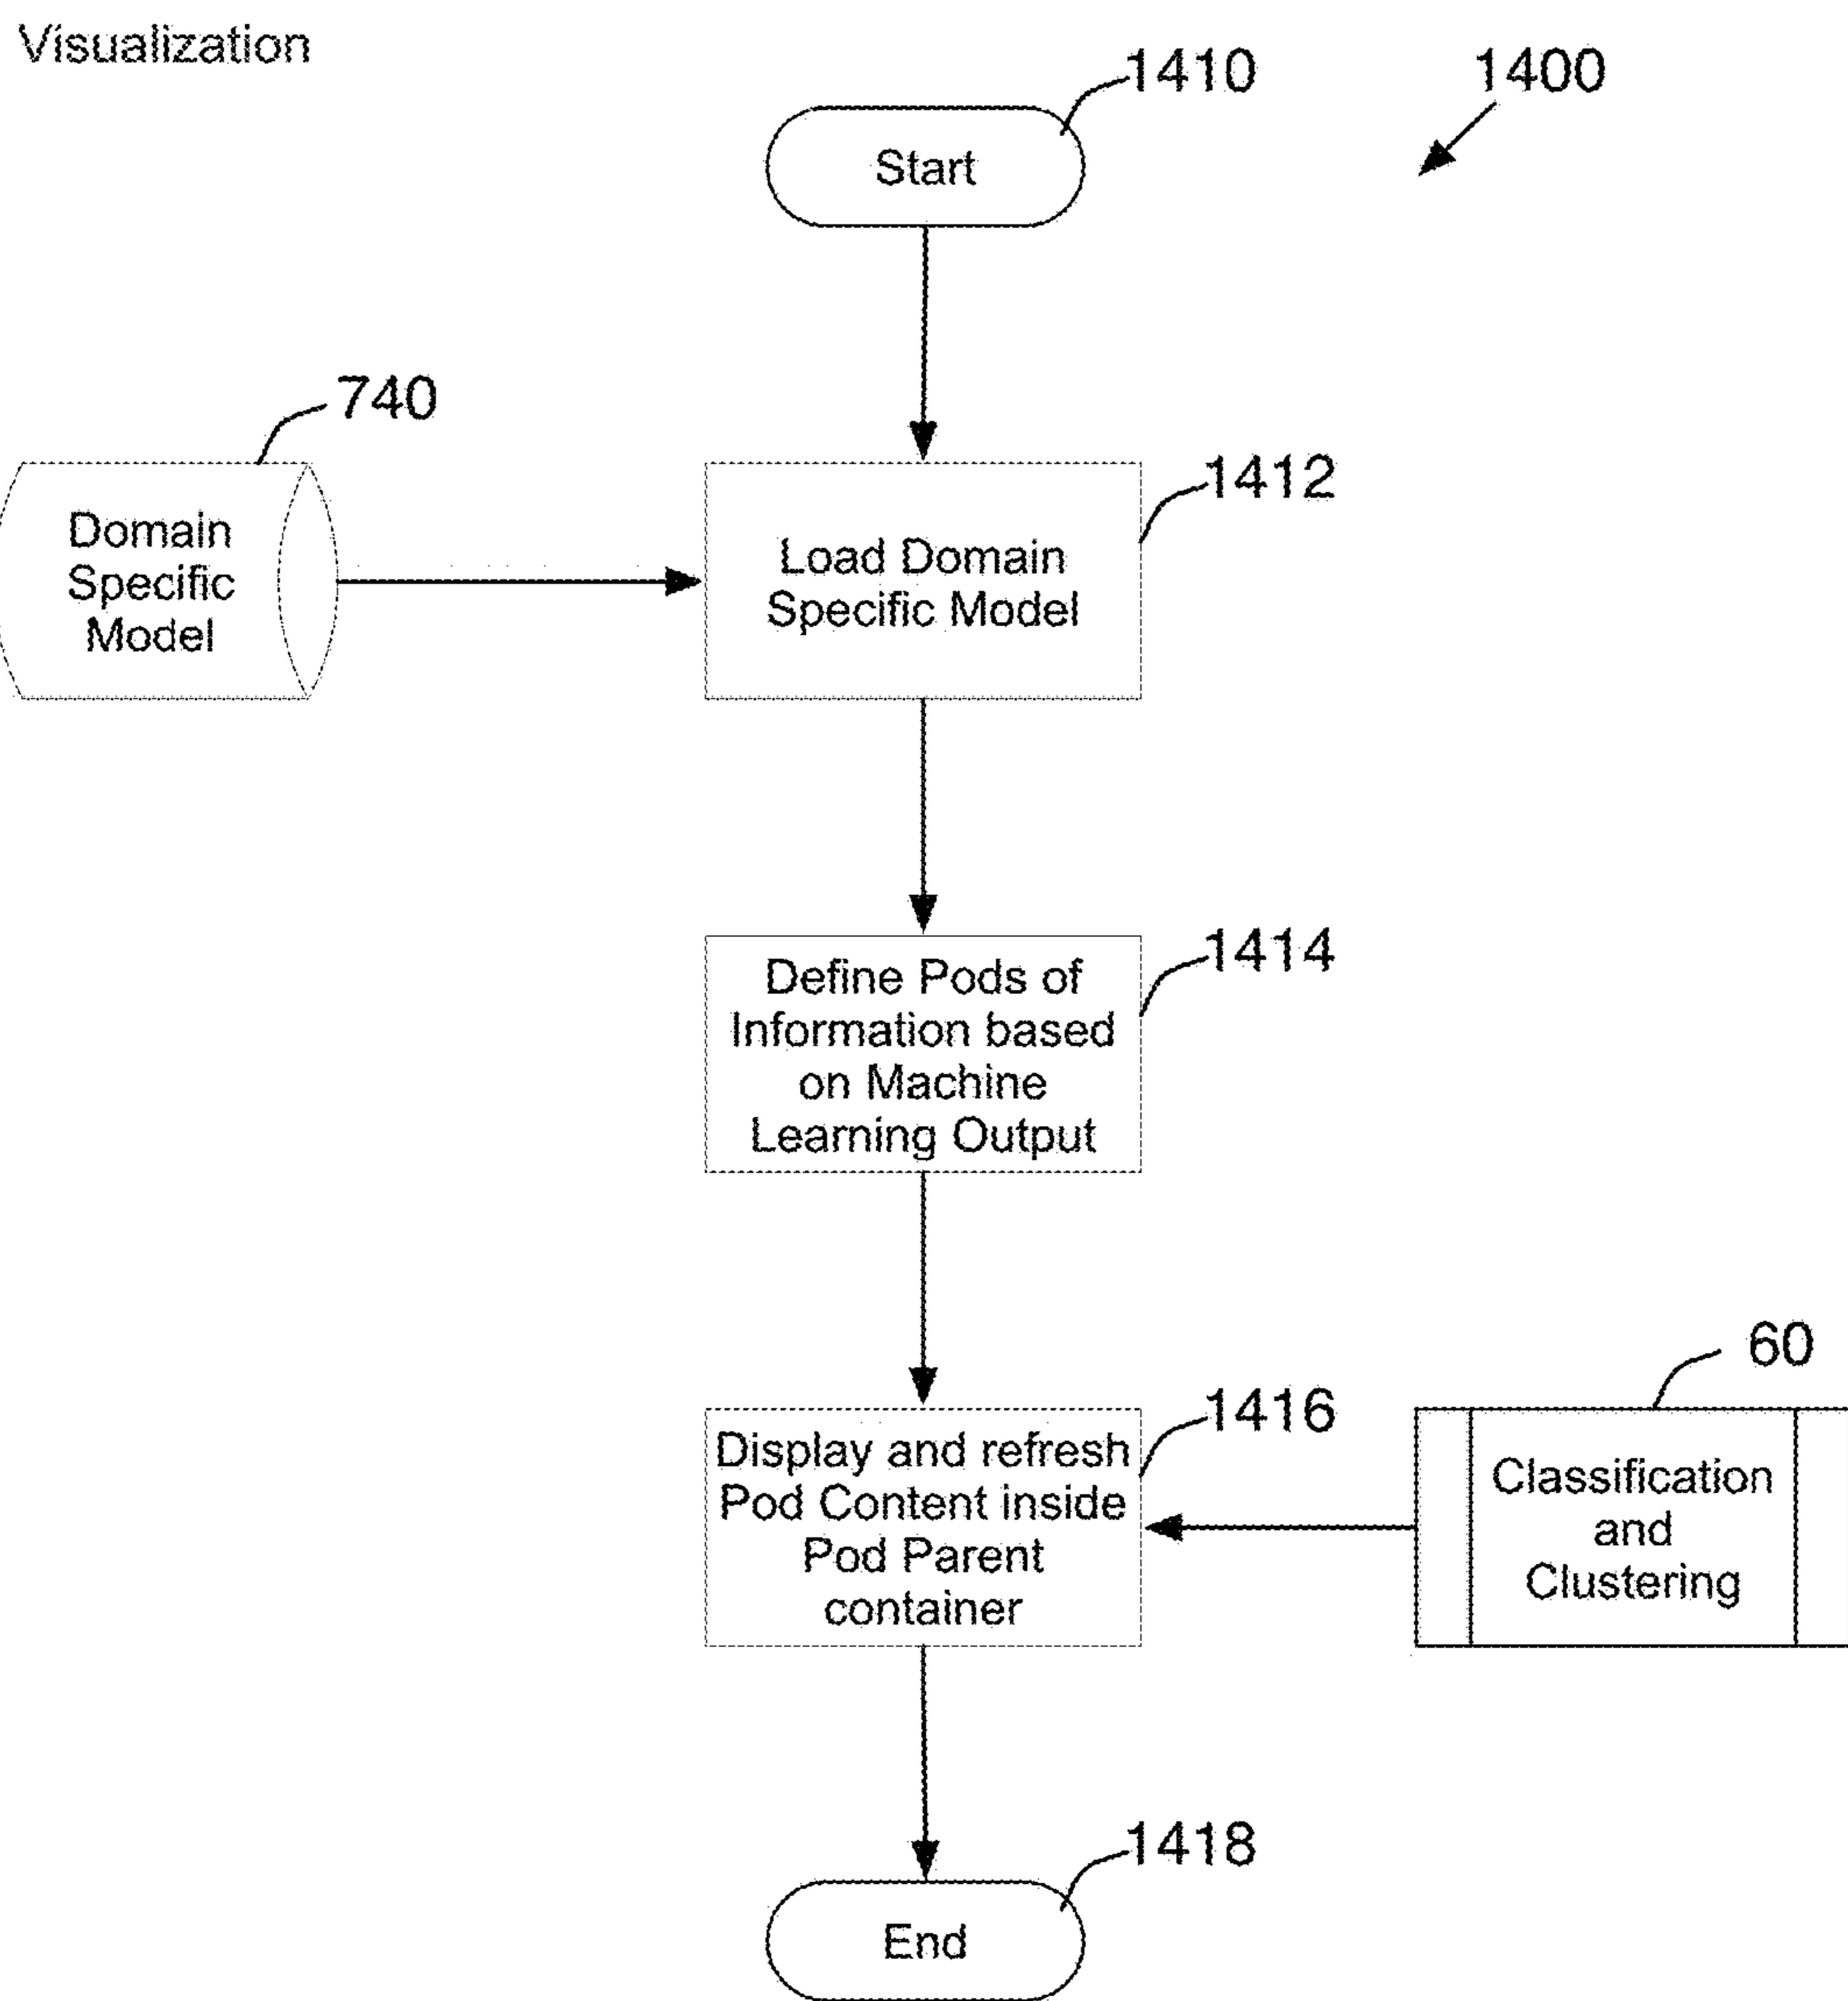 Visualization
1410
1400
Start
740
1412
Domain
Specific
Model
Load Domain
Specific Model
1414
Define Pods of
Information based
on Machine
Learning Output
60
1416
Display and refresh
Pod Content inside
Pod Parent
container
Classification
and
Clustering
1418
End